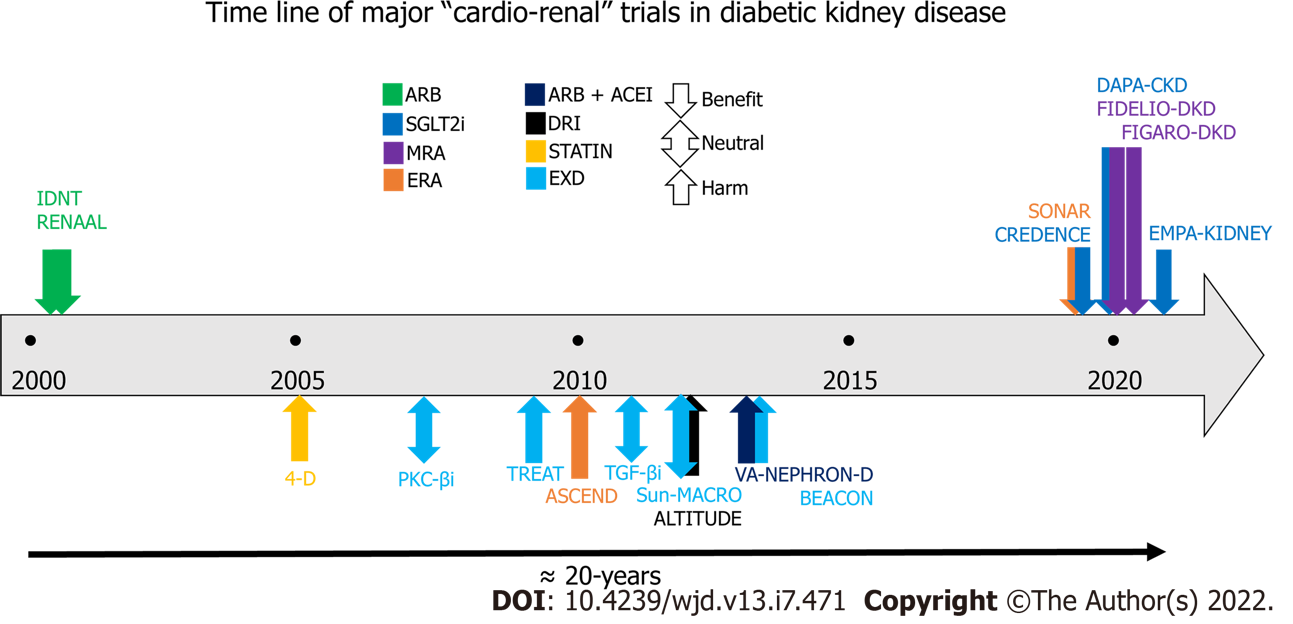 Time line of major “cardio-renal” trials in diabetic kidney disease
ARB
SGLT2i
MRA
ERA
ARB + ACEI
DRI
STATIN
EXD
Benefit
Neutral
Harm
IDNT
RENAAL
DAPA-CKD
FIDELIO-DKD
FIGARO-DKD
SONAR
CREDENCE
EMPA-KIDNEY
2000
2005
2010
2015
2020
4-D
PKC-βi
TREAT
ASCEND
TGF-βi
Sun-MACRO
ALTITUDE
VA-NEPHRON-D
BEACON
≈ 20-years
DOI: 10.4239/wjd.v13.i7.471 Copyright ©The Author(s) 2022.